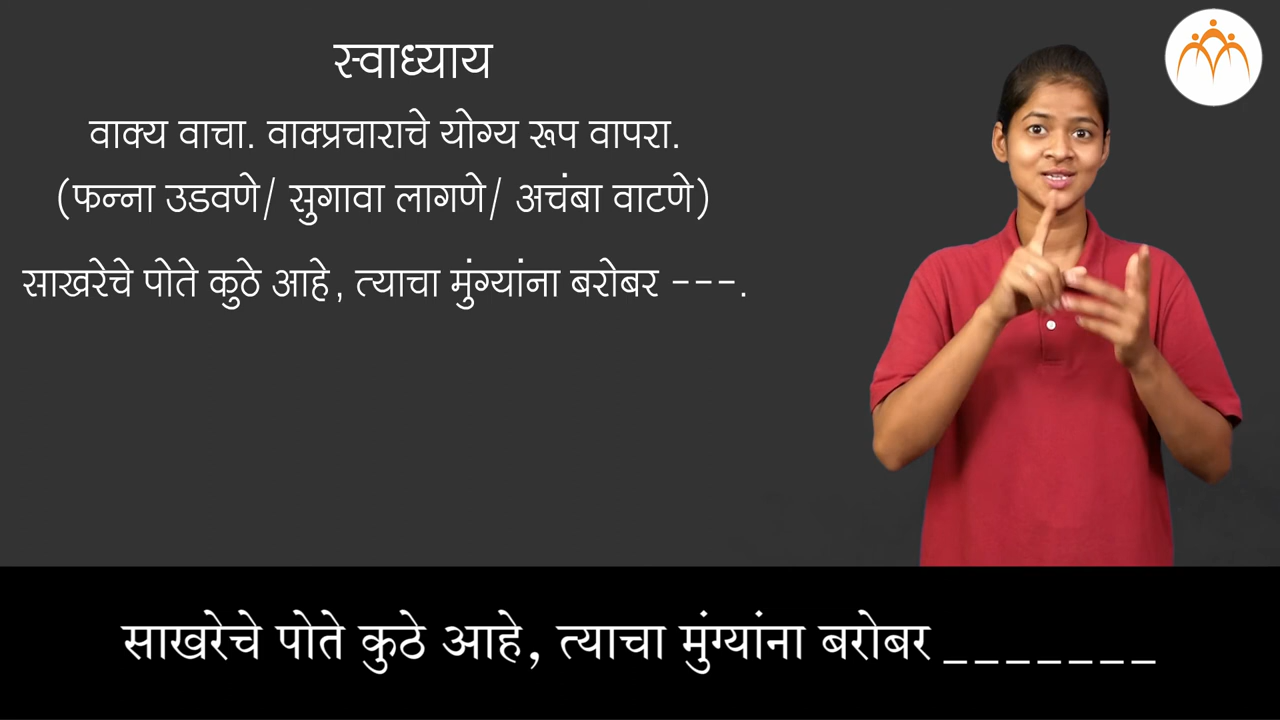 स्वाध्याय
वाक्य वाचा. वाक्प्रचाराचे योग्य रूप वापरा.
(फन्ना उडवणे/ सुगावा लागणे/ अचंबा वाटणे)
साखरेचे पोते कुठे आहे, त्याचा मुंग्यांना बरोबर ---.
साखरेचे पोते कुठे आहे, त्याचा मुंग्यांना बरोबर _______